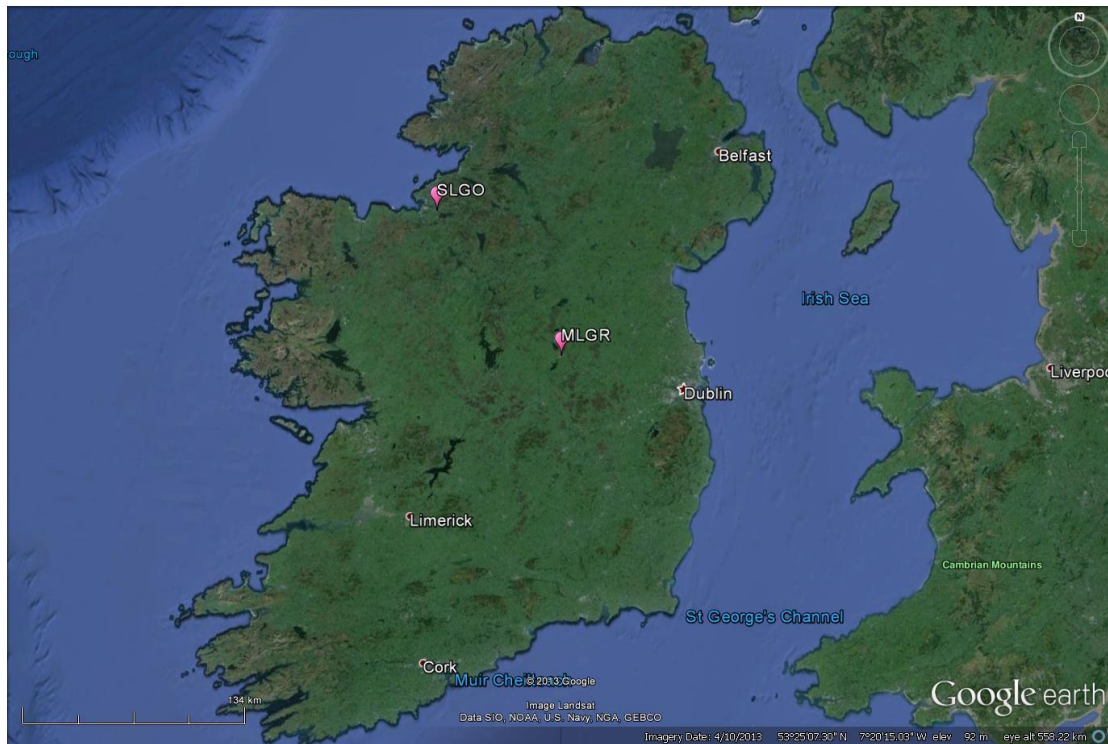 N
rough
Belfast
SLGO
Irish Sea
MLGR
Liverpoo
Dublin
Limerick
Cambrian Mountains
St George's Channel
Cork
Muir Che
© 2013 Google
134 km
Image Landsat
Data SIO, NOAA, U.S. Navy, NGA, GEBCO
Google earth
Imagery Date: 4/10/2013 53°25'07.30" N 7°20'15.03" W elev 92 m eye alt 558.22 km